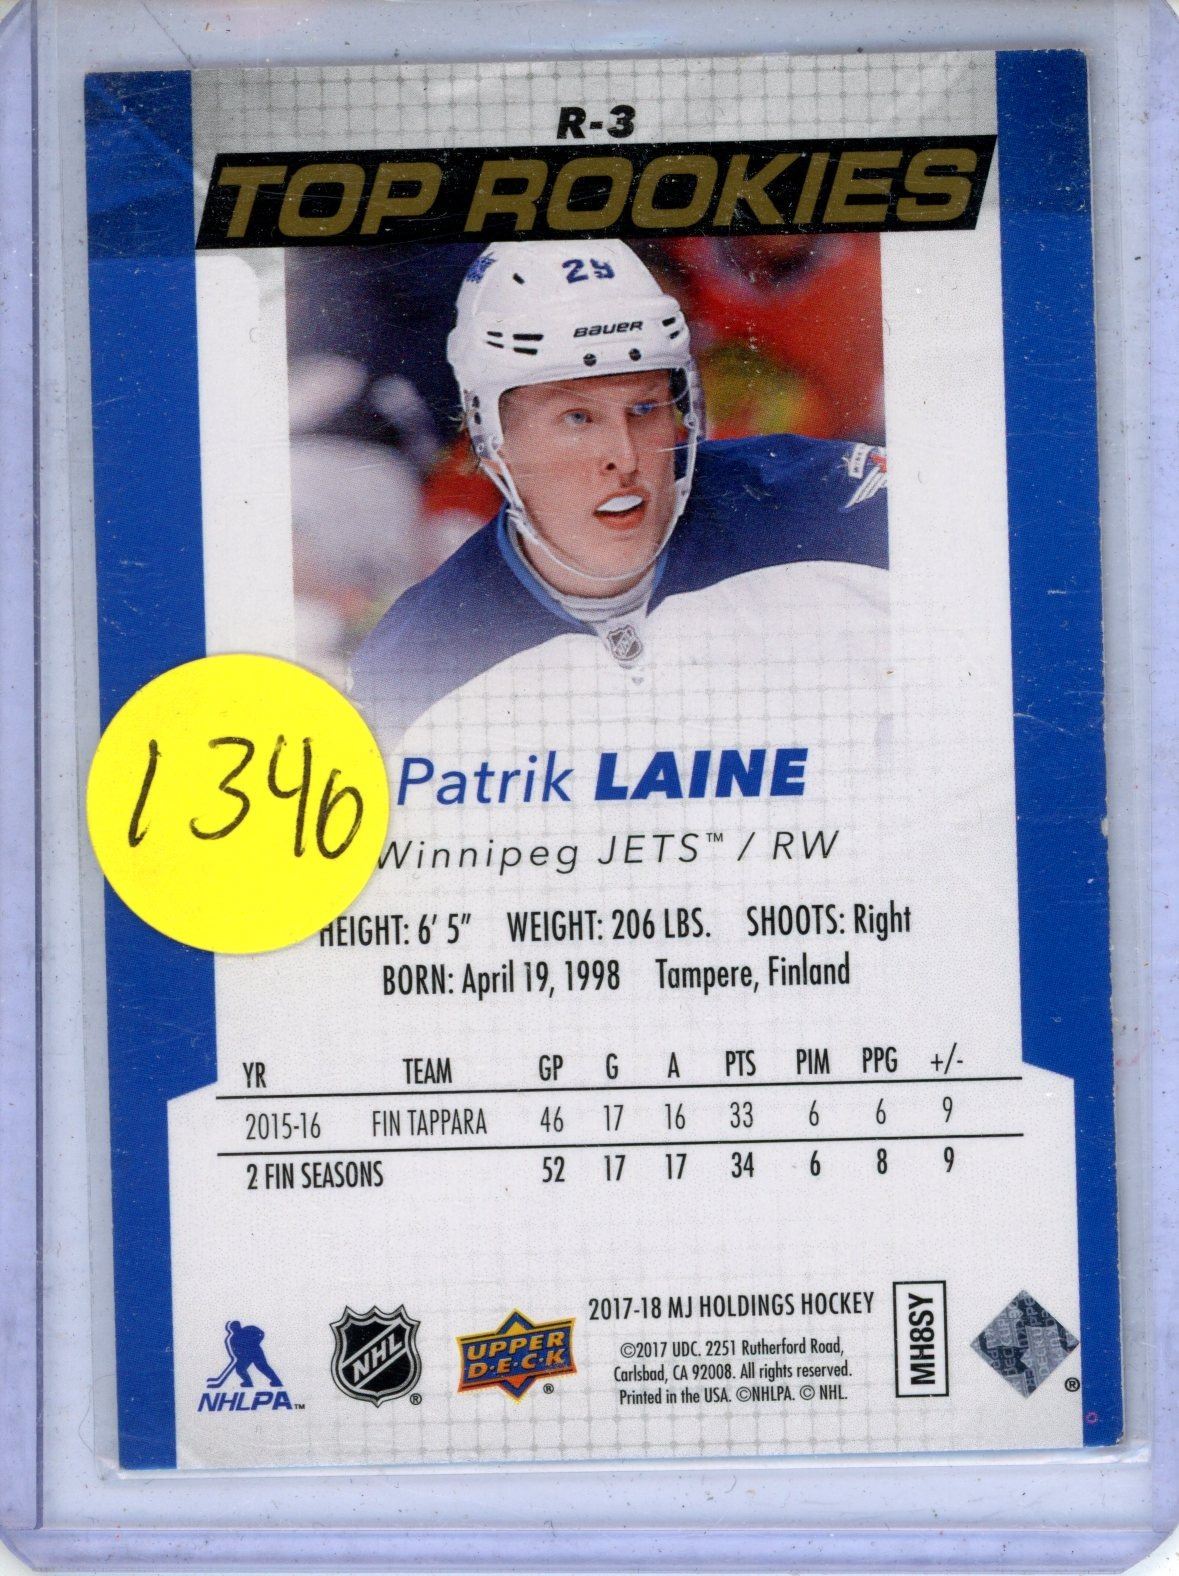 R-3
TOP ROOKIES
29
BAUER
Patrik LAINE
1346
Winnipeg JETS™ / RW
HEIGHT: 6' 5" WEIGHT: 206 LBS. SHOOTS: Right
BORN: April 19, 1998 Tampere, Finland
YR TEAM GP G A PTS PIM PPG +/-
2015-16 FIN TAPPARA 46 17 16 33 6 6 9
2 FIN SEASONS 52 17 17 34 6 8 9
NHLPA™
NHL®
UPPER
D·E·C·K®
2017-18 MJ HOLDINGS HOCKEY
©2017 UDC. 2251 Rutherford Road,
Carlsbad, CA 92008. All rights reserved.
Printed in the USA. ©NHLPA. © NHL.
MH8SY
®